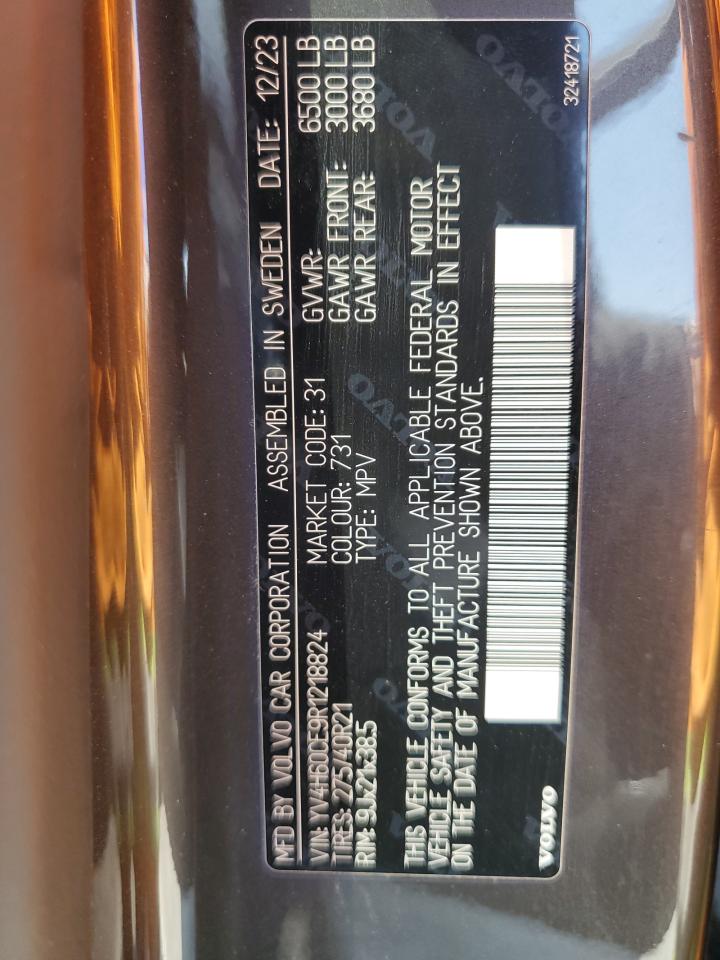 MFD BY VOLVO CAR CORPORATION ASSEMBLED IN SWEDEN DATE: 12/23
VIN: YV4H60CE9R1218824 MARKET CODE: 31 GVWR: 6500 LB
TIRES: 275/40R21 COLOUR: 731 GAWR FRONT: 3000 LB
RIM: 9Jx21x38.5 TYPE: MPV GAWR REAR: 3680 LB
THIS VEHICLE CONFORMS TO ALL APPLICABLE FEDERAL MOTOR
VEHICLE SAFETY AND THEFT PREVENTION STANDARDS IN EFFECT
ON THE DATE OF MANUFACTURE SHOWN ABOVE.
VOLVO 32418721